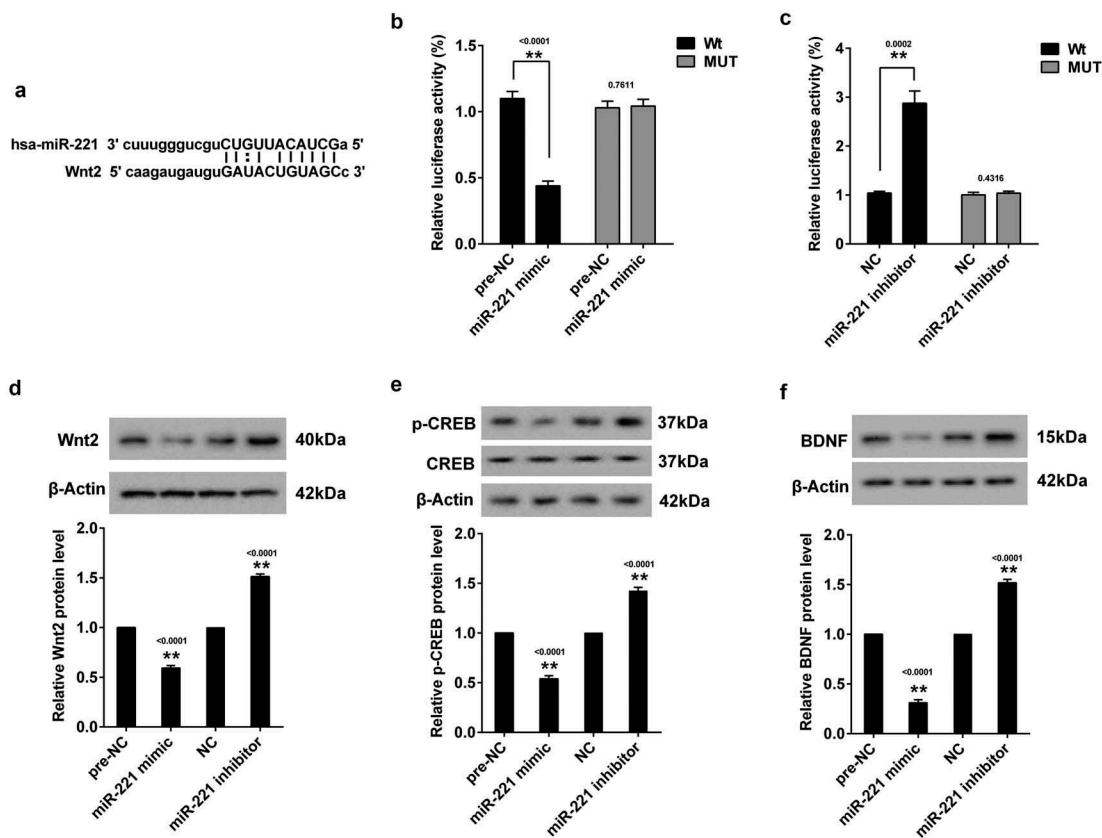 a
hsa-miR-221 3' cuuugggucguCUGUUACAUCGa 5'
Wnt2 5' caagaugauguGAUACUGUAGCc 3'
b
Relative luciferase activity (%)
1.5
1.0
0.5
0.0
<0.0001
**
0.7611
Wt
MUT
pre-NC
miR-221 mimic
pre-NC
miR-221 mimic
c
Relative luciferase activity (%)
4
3
2
1
0
0.0002
**
0.4316
Wt
MUT
NC
miR-221 inhibitor
NC
miR-221 inhibitor
d
Wnt2
40kDa
β-Actin
42kDa
Relative Wnt2 protein level
2.0
1.5
1.0
0.5
0.0
<0.0001
**
<0.0001
**
pre-NC
miR-221 mimic
NC
miR-221 inhibitor
e
p-CREB
37kDa
CREB
37kDa
β-Actin
42kDa
Relative p-CREB protein level
2.0
1.5
1.0
0.5
0.0
<0.0001
**
<0.0001
**
pre-NC
miR-221 mimic
NC
miR-221 inhibitor
f
BDNF
15kDa
β-Actin
42kDa
Relative BDNF protein level
2.0
1.5
1.0
0.5
0.0
<0.0001
**
<0.0001
**
pre-NC
miR-221 mimic
NC
miR-221 inhibitor